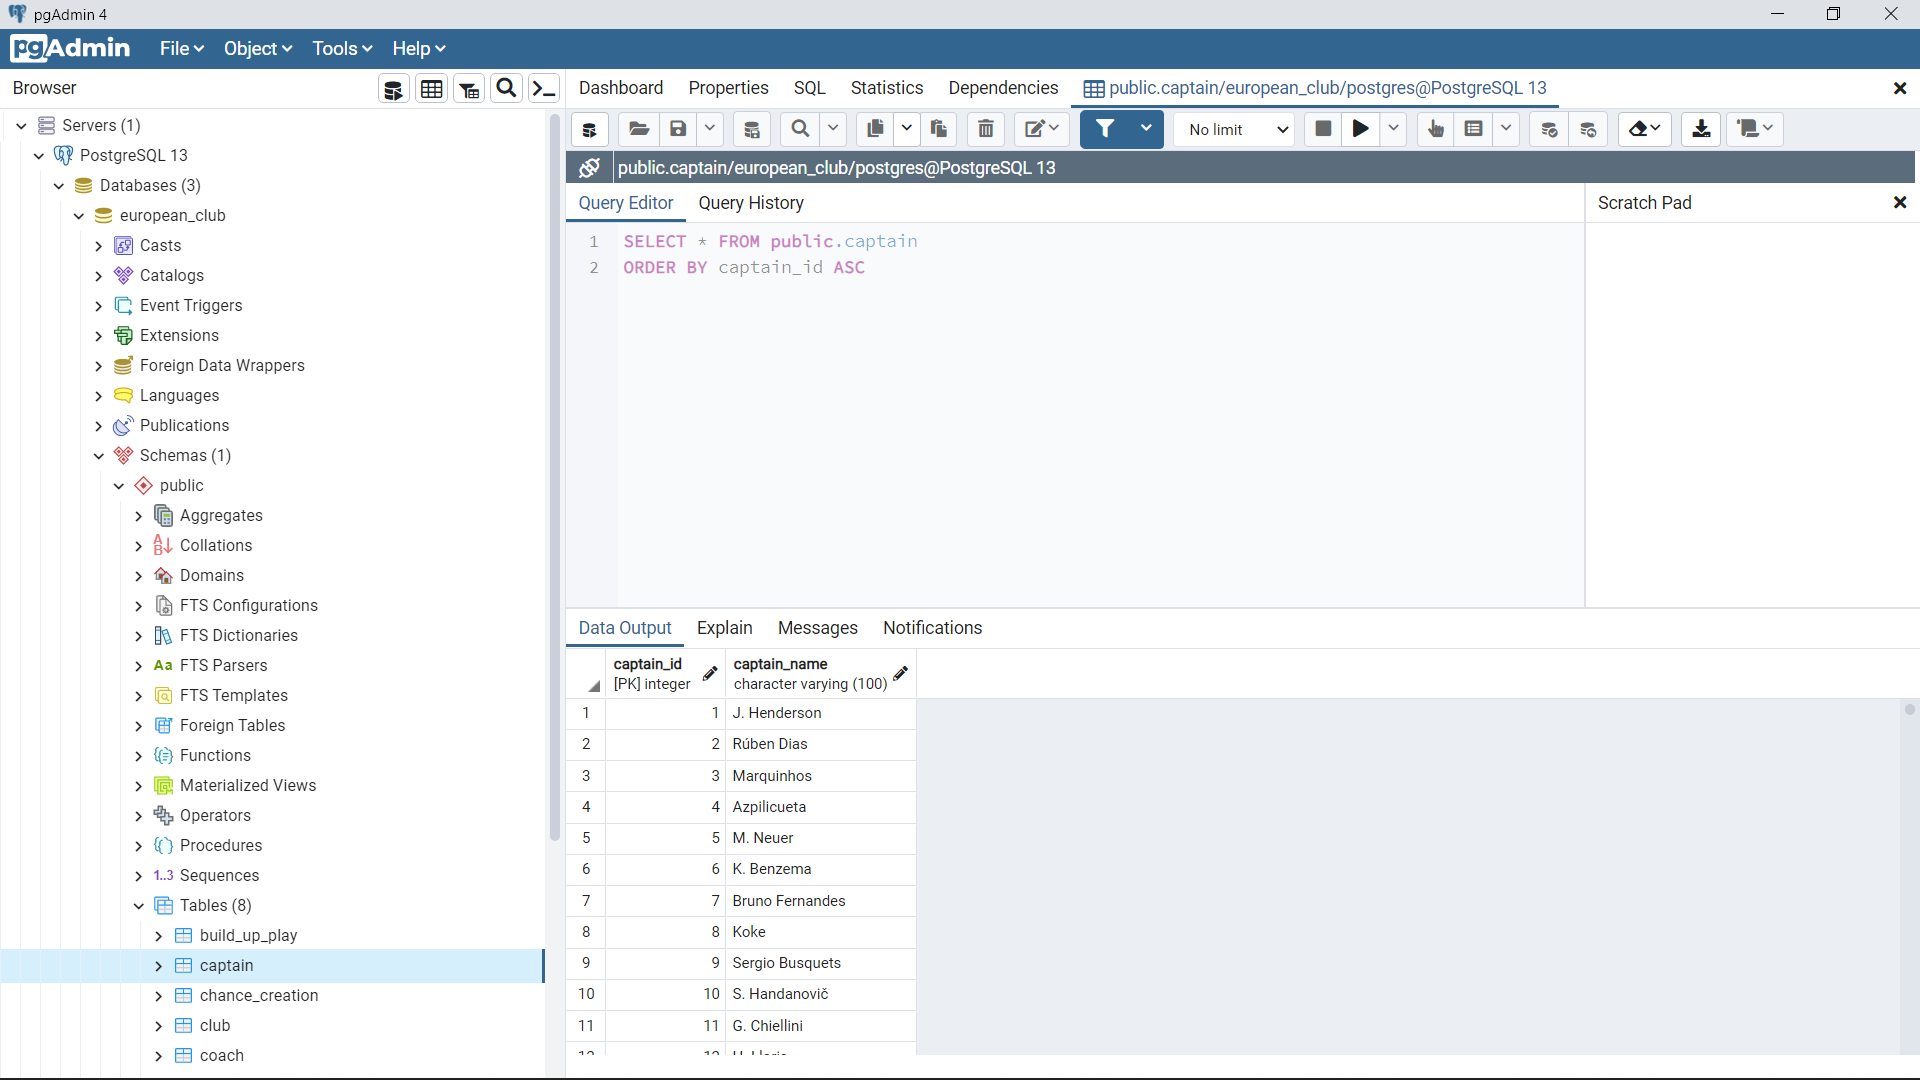 pgAdmin 4
pgAdmin File Object Tools Help
Browser
Dashboard Properties SQL Statistics Dependencies public.captain/european_club/postgres@PostgreSQL 13
Servers (1)
PostgreSQL 13
Databases (3)
european_club
Casts
Catalogs
Event Triggers
Extensions
Foreign Data Wrappers
Languages
Publications
Schemas (1)
public
Aggregates
Collations
Domains
FTS Configurations
FTS Dictionaries
Aa FTS Parsers
FTS Templates
Foreign Tables
Functions
Materialized Views
Operators
Procedures
1..3 Sequences
Tables (8)
build_up_play
captain
chance_creation
club
coach
No limit
public.captain/european_club/postgres@PostgreSQL 13
Query Editor Query History
Scratch Pad
1 SELECT * FROM public.captain
2 ORDER BY captain_id ASC
Data Output Explain Messages Notifications
captain_id captain_name
[PK] integer character varying (100)
1 1 J. Henderson
2 2 Rúben Dias
3 3 Marquinhos
4 4 Azpilicueta
5 5 M. Neuer
6 6 K. Benzema
7 7 Bruno Fernandes
8 8 Koke
9 9 Sergio Busquets
10 10 S. Handanovič
11 11 G. Chiellini